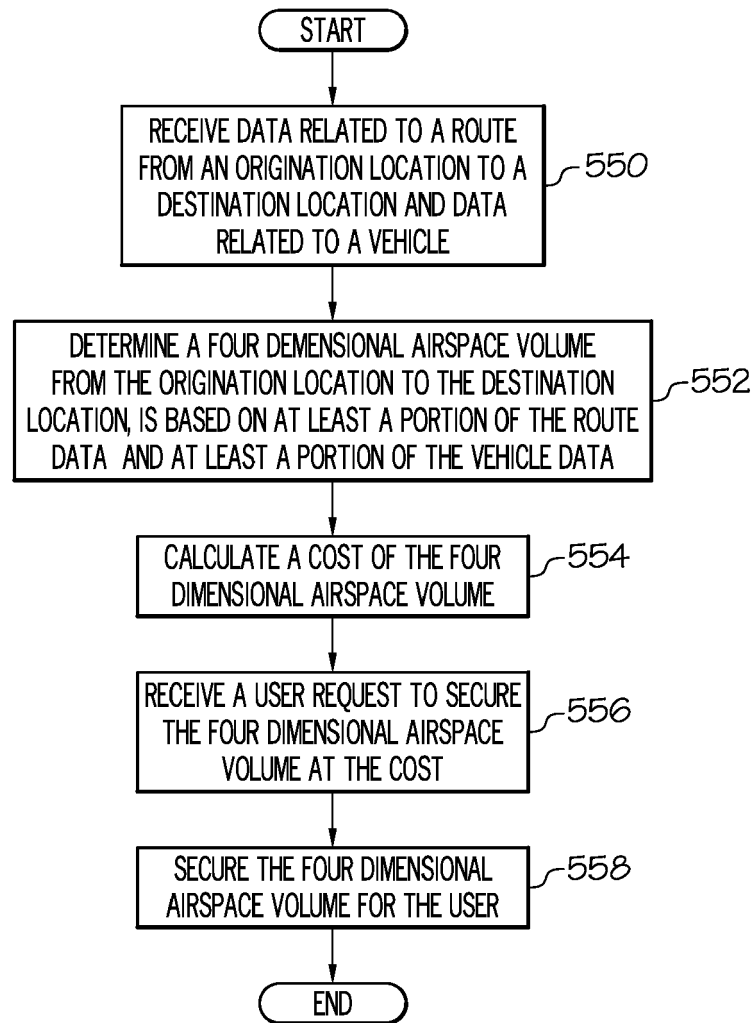 START
RECEIVE DATA RELATED TO A ROUTE
FROM AN ORIGINATION LOCATION TO A
DESTINATION LOCATION AND DATA
RELATED TO A VEHICLE
550
DETERMINE A FOUR DEMENSIONAL AIRSPACE VOLUME
FROM THE ORIGINATION LOCATION TO THE DESTINATION
LOCATION, IS BASED ON AT LEAST A PORTION OF THE ROUTE
DATA AND AT LEAST A PORTION OF THE VEHICLE DATA
552
CALCULATE A COST OF THE FOUR
DIMENSIONAL AIRSPACE VOLUME
554
RECEIVE A USER REQUEST TO SECURE
THE FOUR DIMENSIONAL AIRSPACE
VOLUME AT THE COST
556
SECURE THE FOUR DIMENSIONAL
AIRSPACE VOLUME FOR THE USER
558
END